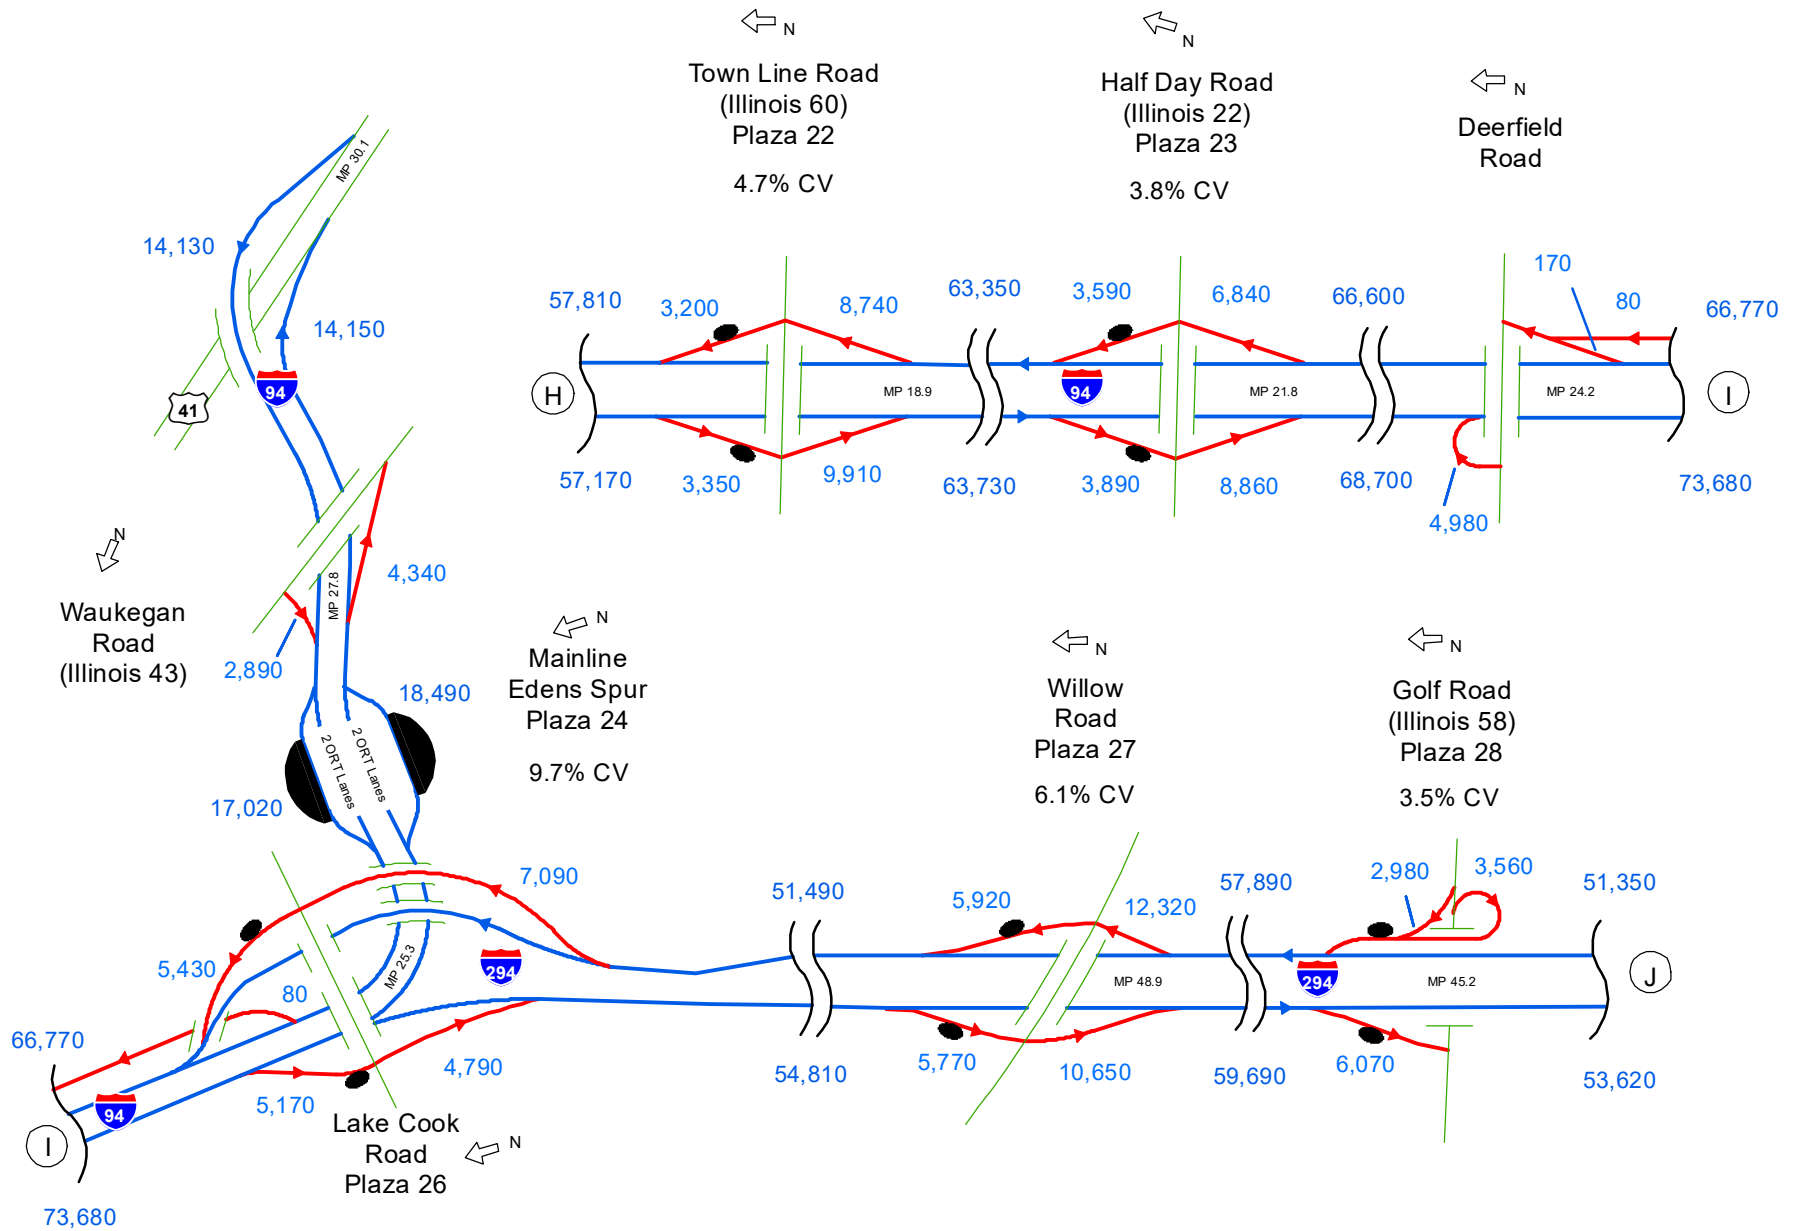 N
Town Line Road
(Illinois 60)
Plaza 22
4.7% CV
N
Half Day Road
(Illinois 22)
Plaza 23
3.8% CV
N
Deerfield
Road
MP 30.1
14,130
14,150
41
94
57,810
3,200
8,740
63,350
3,590
6,840
66,600
170
80
66,770
H
MP 18.9
94
MP 21.8
MP 24.2
I
57,170
3,350
9,910
63,730
3,890
8,860
68,700
4,980
73,680
N
Waukegan
Road
(Illinois 43)
4,340
MP 27.8
2,890
N
Mainline
Edens Spur
Plaza 24
9.7% CV
18,490
2 ORT Lanes
2 ORT Lanes
17,020
N
Willow
Road
Plaza 27
6.1% CV
N
Golf Road
(Illinois 58)
Plaza 28
3.5% CV
7,090
51,490
5,920
12,320
57,890
2,980
3,560
51,350
5,430
80
MP 25.3
294
MP 48.9
294
MP 45.2
J
66,770
94
I
5,170
4,790
54,810
5,770
10,650
59,690
6,070
53,620
73,680
Lake Cook
Road
Plaza 26
N